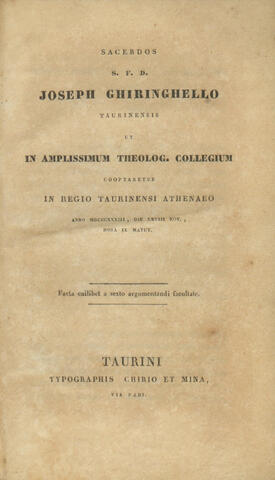 SACERDOS
S. F. D.
JOSEPH GHIRINGHELLO
TAURINENSIS
UT
IN AMPLISSIMUM THEOLOG. COLLEGIUM
COOPTARETUR
IN REGIO TAURINENSI ATHENAEO
ANNO MDCCCXXXIII, DIE XXVIII NOV.,
HORA IX MATUT.
Facta cuilibet a sexto argumentandi facultate.
TAURINI
TYPOGRAPHIS CHIRIO ET MINA,
VIA PADI.